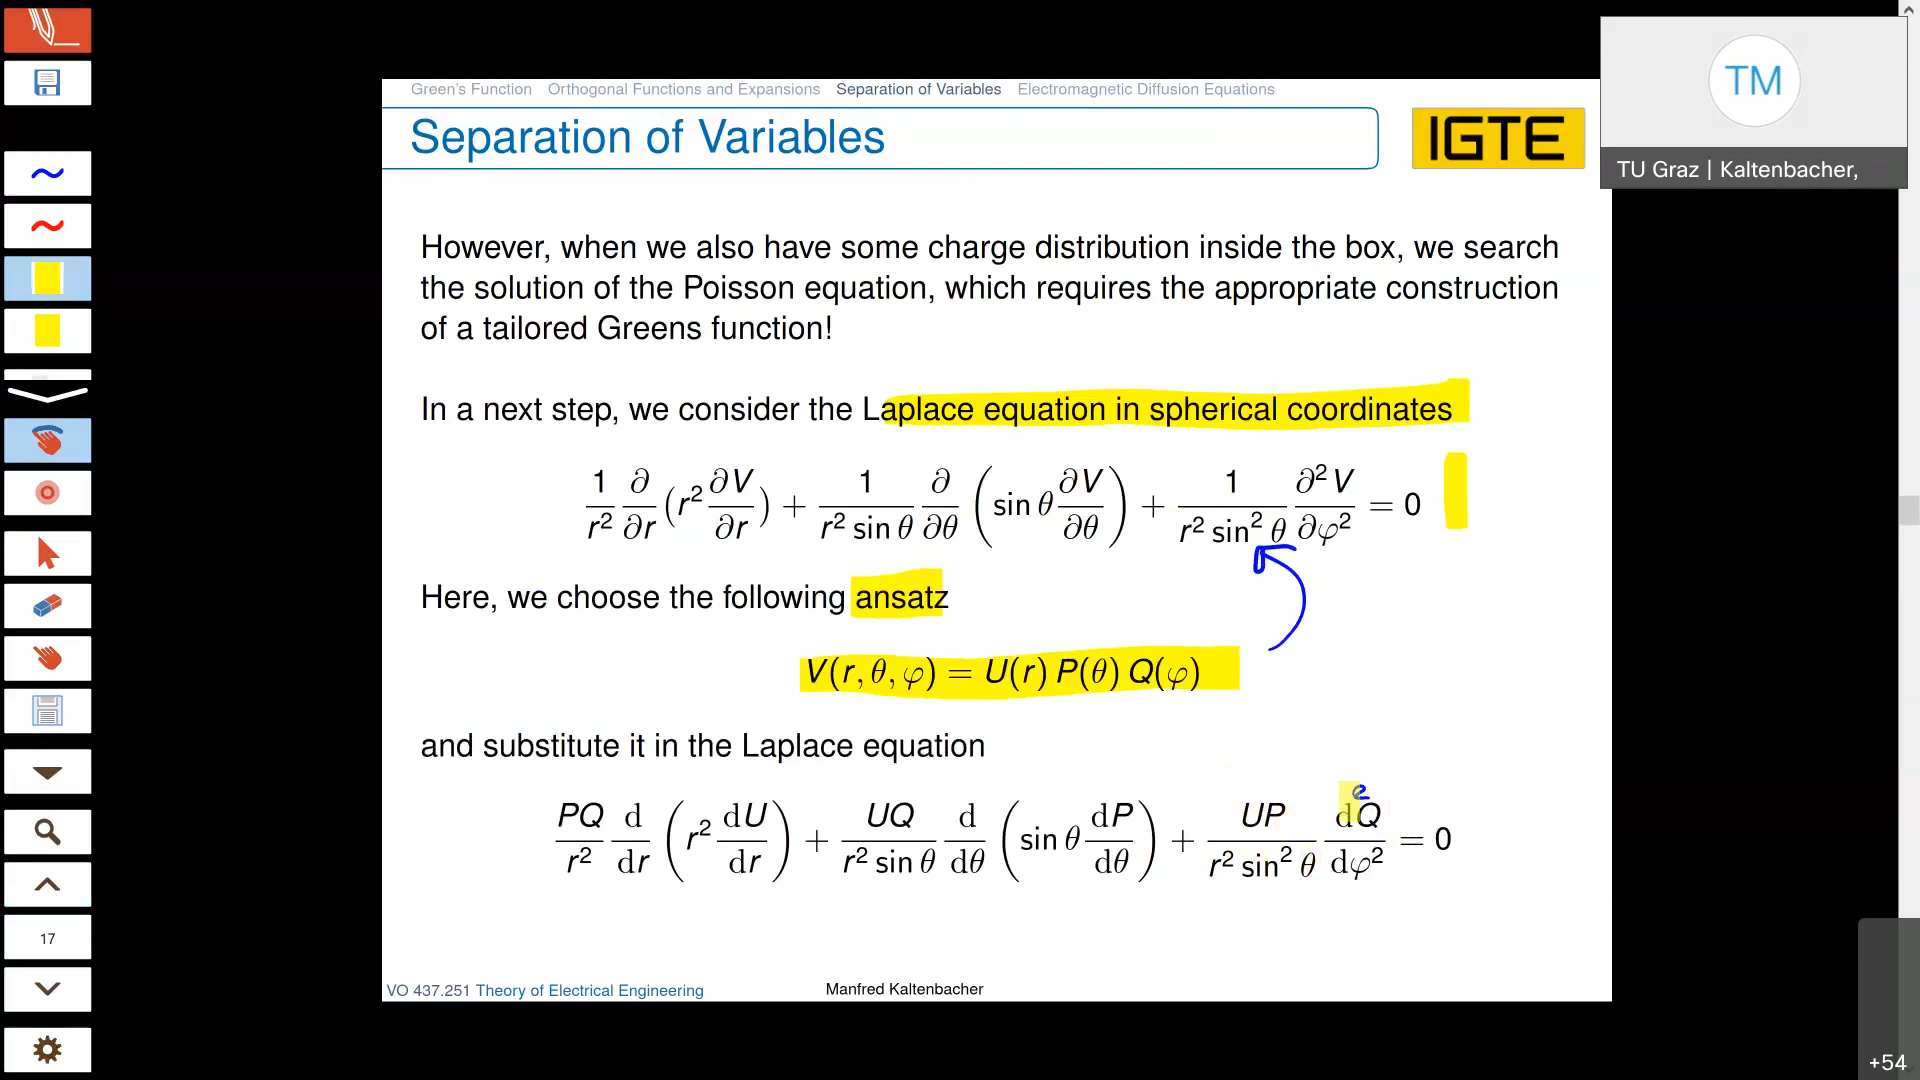 Green's Function Orthogonal Functions and Expansions Separation of Variables Electromagnetic Diffusion Equations
Separation of Variables
IGTE
TM
TU Graz | Kaltenbacher,
However, when we also have some charge distribution inside the box, we search
the solution of the Poisson equation, which requires the appropriate construction
of a tailored Greens function!
In a next step, we consider the Laplace equation in spherical coordinates
1/r² ∂/∂r (r² ∂V/∂r) + 1/(r² sin θ) ∂/∂θ (sin θ ∂V/∂θ) + 1/(r² sin² θ) ∂²V/∂φ² = 0
Here, we choose the following ansatz
V(r, θ, φ) = U(r) P(θ) Q(φ)
and substitute it in the Laplace equation
PQ/r² d/dr (r² dU/dr) + UQ/(r² sin θ) d/dθ (sin θ dP/dθ) + UP/(r² sin² θ) d²Q/dφ² = 0
VO 437.251 Theory of Electrical Engineering
Manfred Kaltenbacher
17
+54